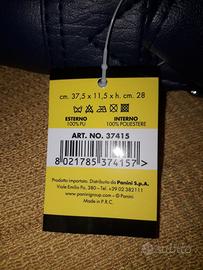 cm. 37,5 x 11,5 x h. cm. 28
ESTERNO INTERNO
100% PU 100% POLIESTERE
ART. NO. 37415
8 021785 374157 >
Prodotto importato. Distribuito da Panini S.p.A.
Viale Emilio Po, 380 - Tel. +39 02 382111
www.paninigroup.com - © Panini
Made in P.R.C.
subito